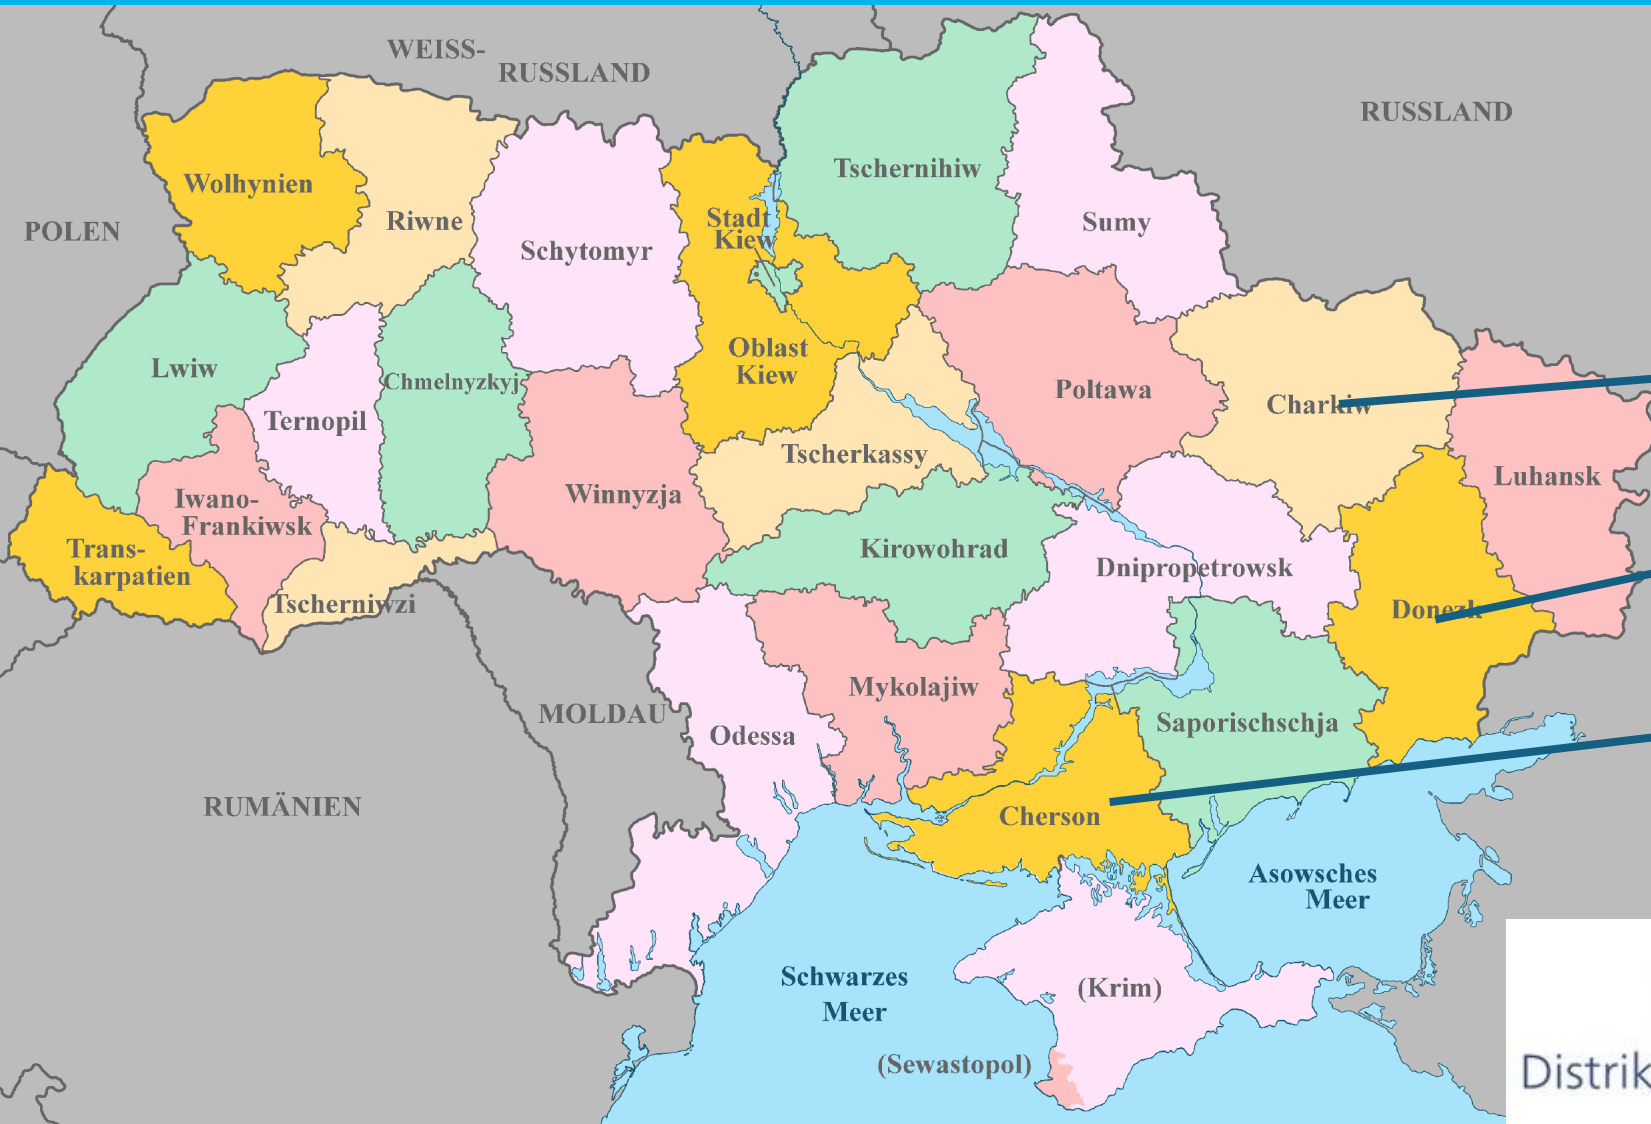 WEISS-
RUSSLAND
RUSSLAND
POLEN
Wolhynien
Riwne
Schytomyr
Stadt
Kiew
Tschernihiw
Sumy
Lwiw
Ternopil
Chmelnyzkyj
Oblast
Kiew
Poltawa
Charkiw
Luhansk
Tscherkassy
Winnyzja
Iwano-
Frankiwsk
Trans-
karpatien
Tscherniwzi
Kirowohrad
Dnipropetrowsk
Donezk
MOLDAU
Odessa
Mykolajiw
Saporischschja
RUMÄNIEN
Cherson
Asowsches
Meer
Schwarzes
Meer
(Krim)
(Sewastopol)
Distrik